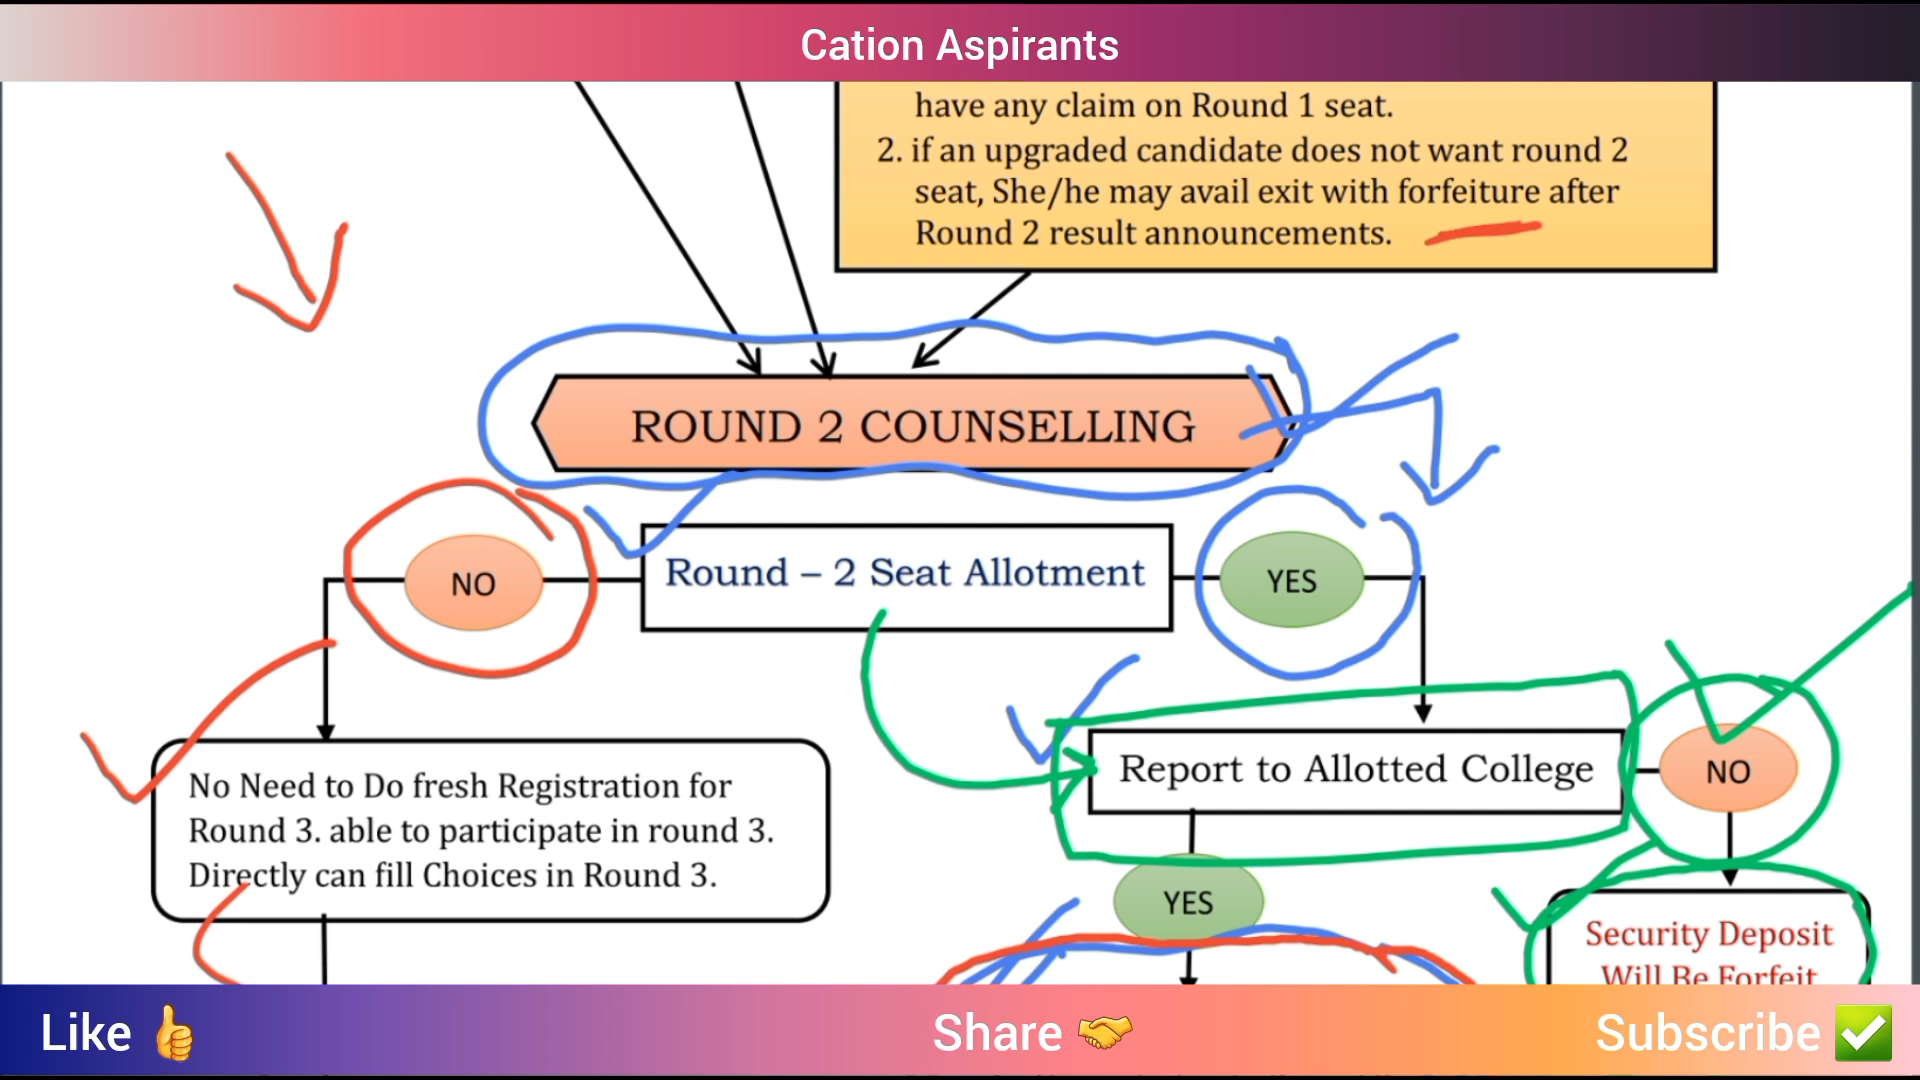 Cation Aspirants
have any claim on Round 1 seat.
2. if an upgraded candidate does not want round 2
seat, She/he may avail exit with forfeiture after
Round 2 result announcements.
ROUND 2 COUNSELLING
NO
Round – 2 Seat Allotment
YES
Report to Allotted College
NO
No Need to Do fresh Registration for
Round 3. able to participate in round 3.
Directly can fill Choices in Round 3.
YES
Security Deposit
Will Be Forfeit
Like 👍
Share 🤝
Subscribe ✅